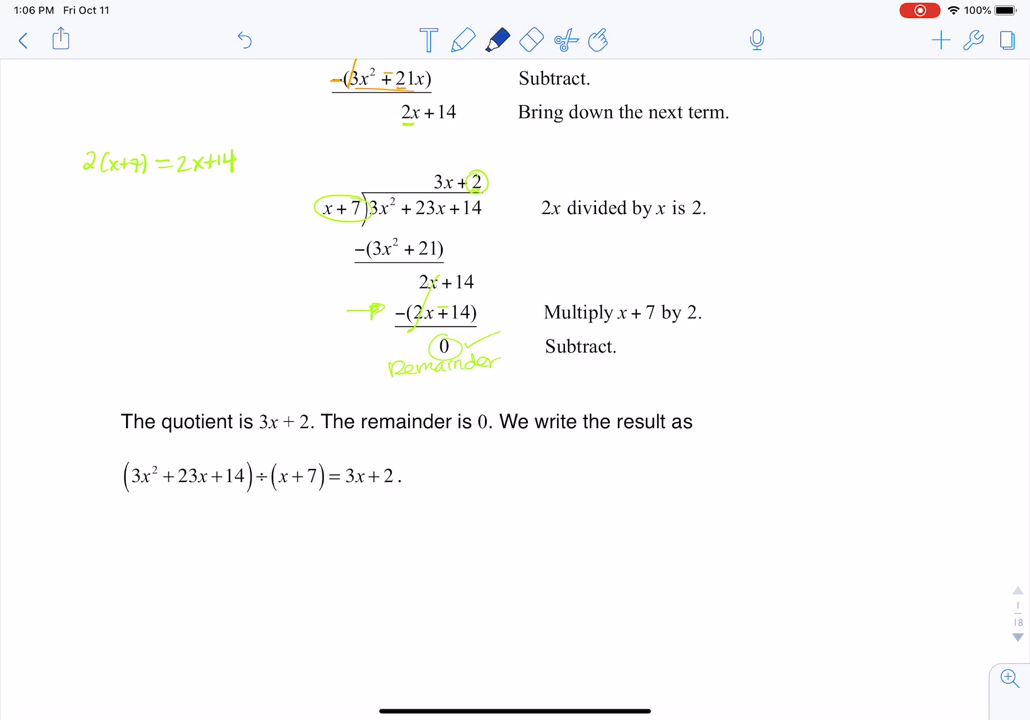 1:06 PM Fri Oct 11
100%
T
-(3x² + 21x) Subtract.
2x + 14 Bring down the next term.
2(x+7) = 2x+14
3x + 2
x + 7)3x² + 23x + 14 2x divided by x is 2.
-(3x² + 21)
2x + 14
-(2x + 14) Multiply x + 7 by 2.
0 Subtract.
Remainder
The quotient is 3x + 2. The remainder is 0. We write the result as
(3x² + 23x + 14) ÷ (x + 7) = 3x + 2.
1
18